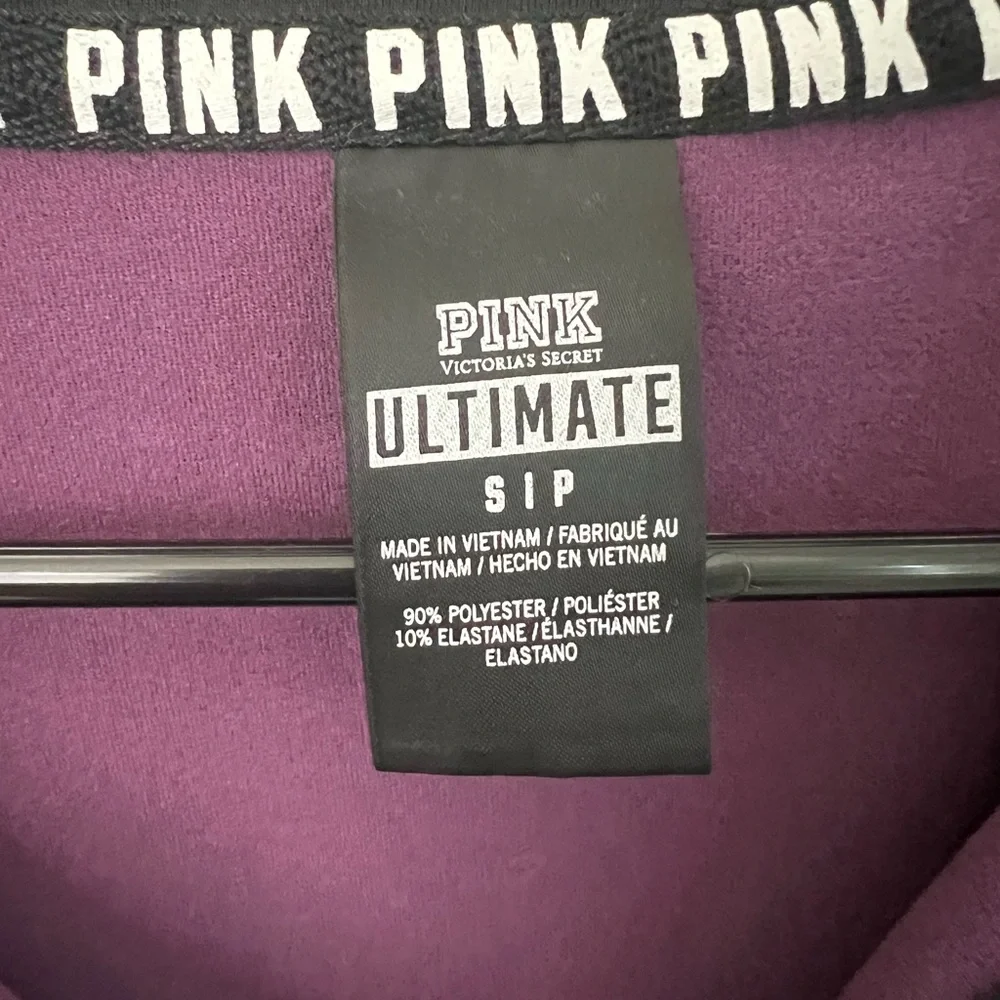 PINK PINK PINK
PINK
VICTORIA'S SECRET
ULTIMATE
S | P
MADE IN VIETNAM / FABRIQUÉ AU
VIETNAM / HECHO EN VIETNAM
90% POLYESTER / POLIÉSTER
10% ELASTANE / ÉLASTHANNE /
ELASTANO